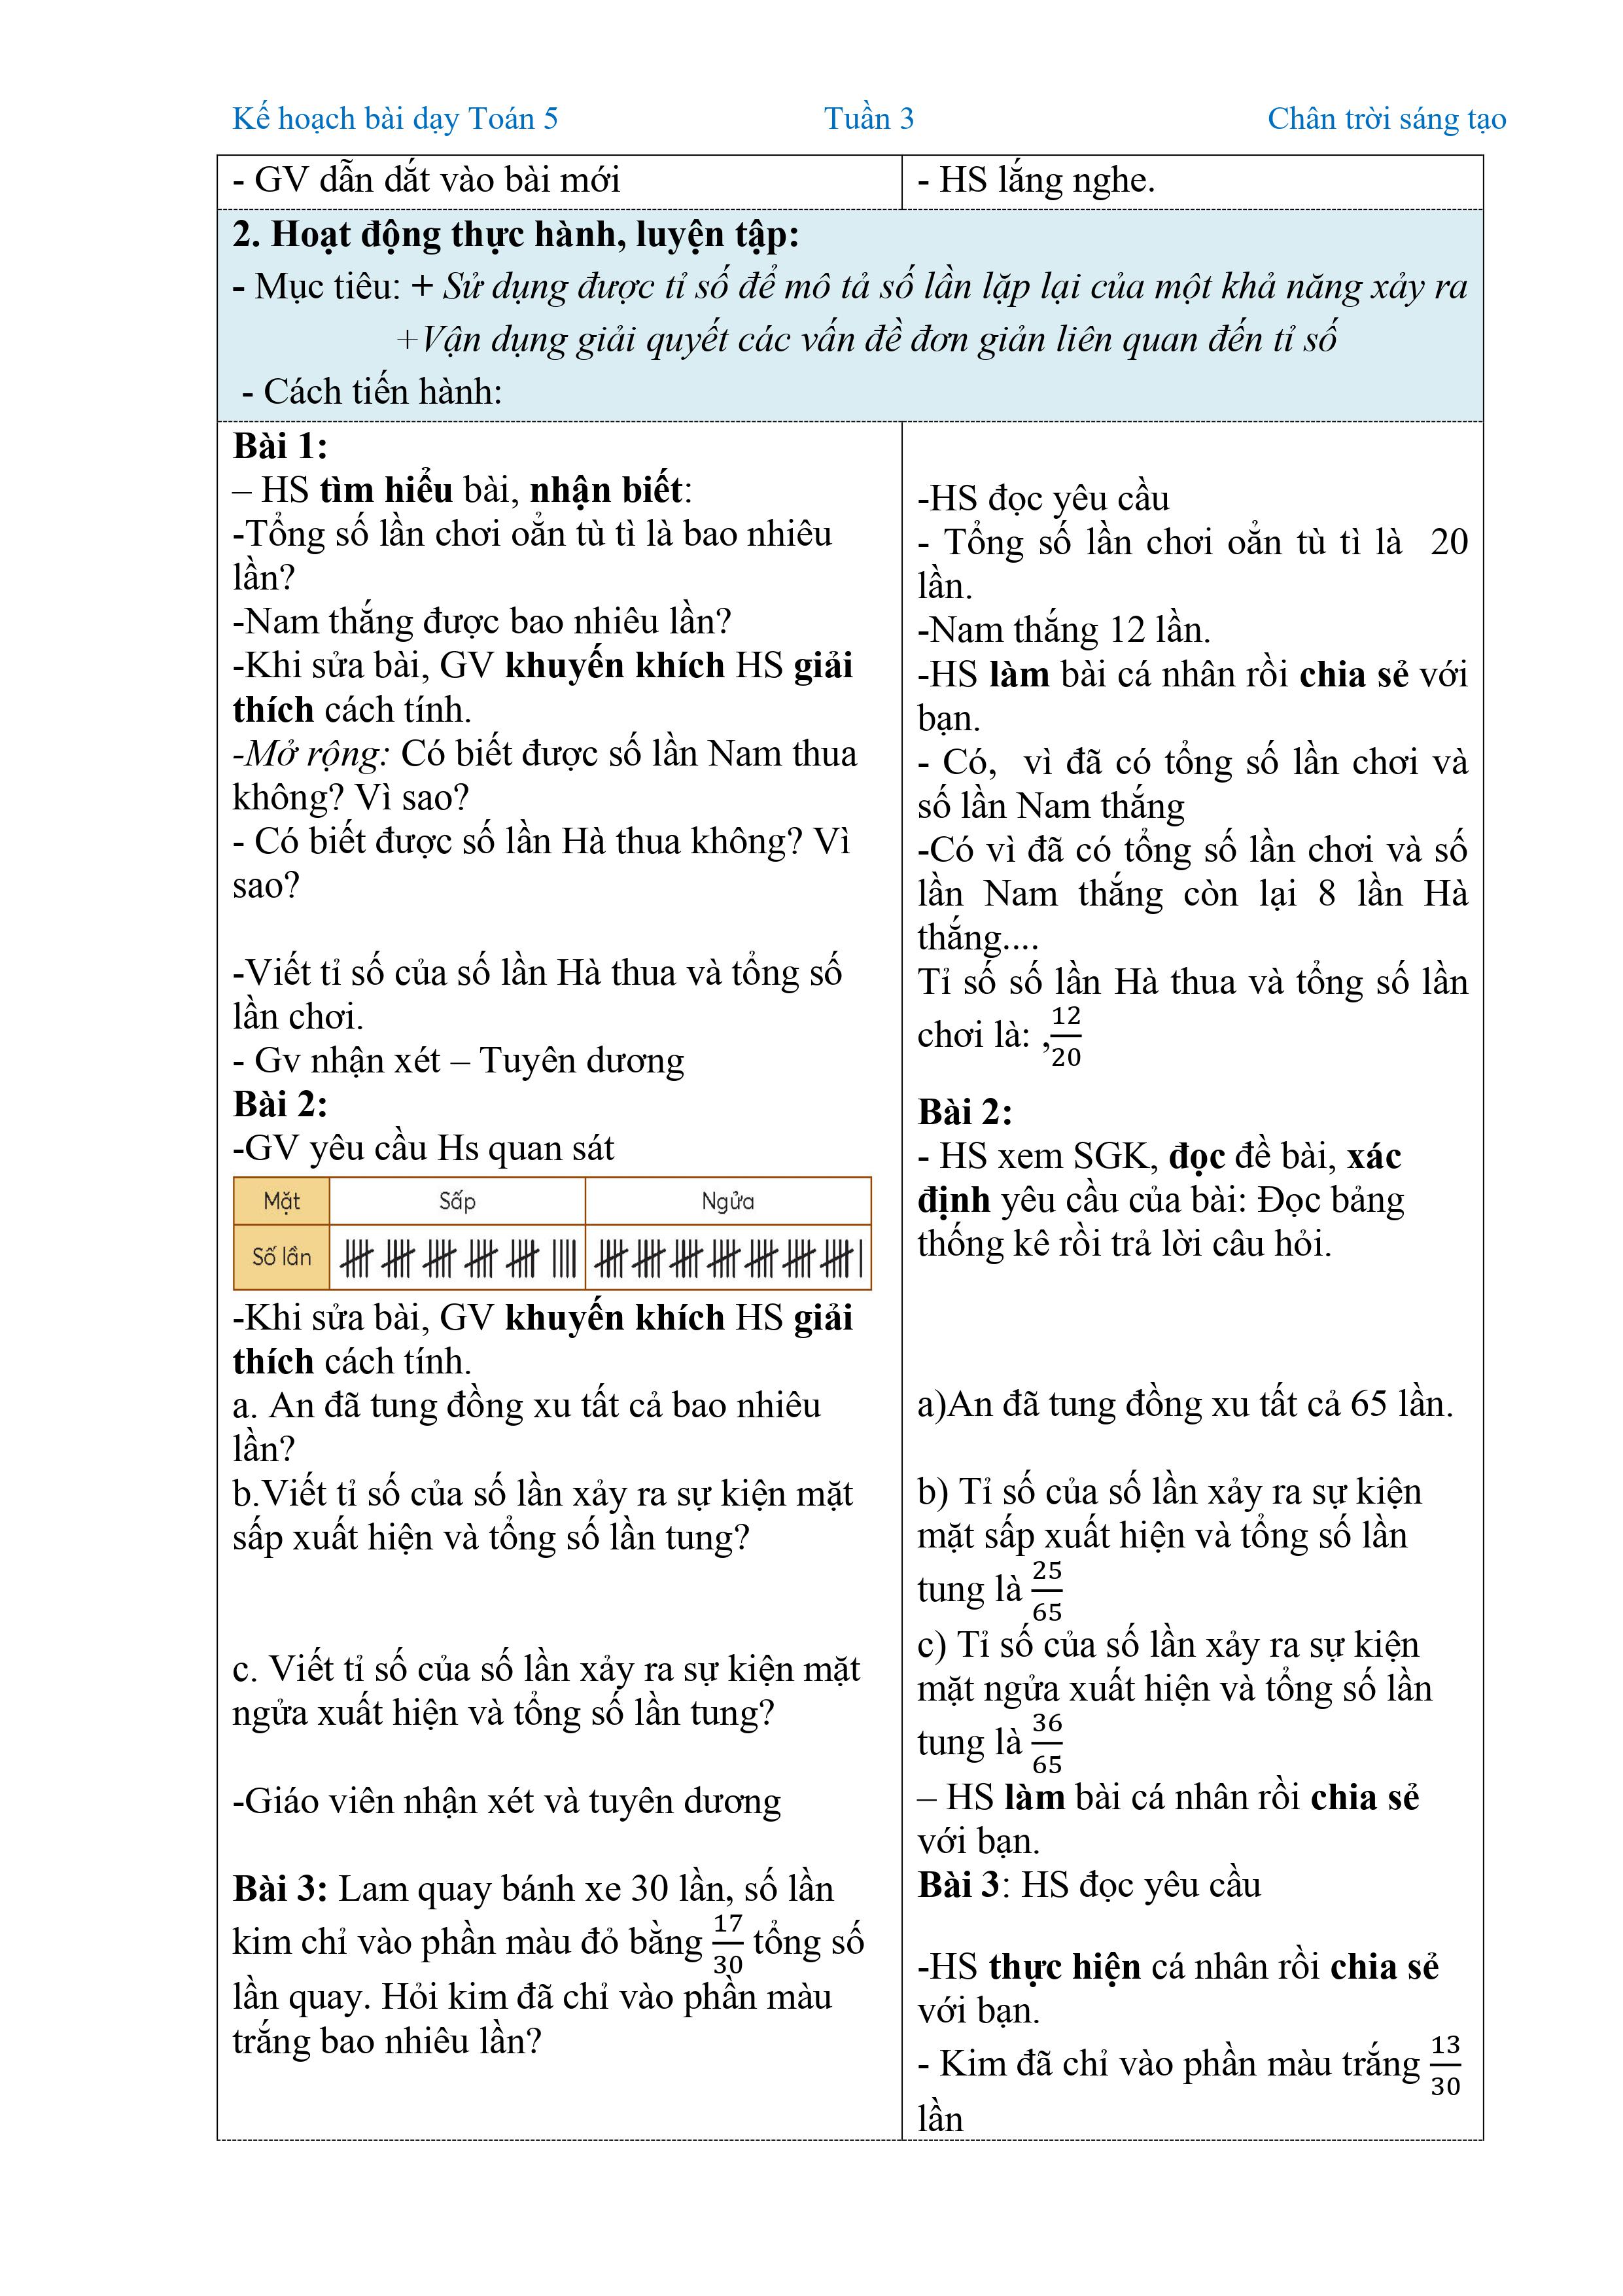 Kế hoạch bài dạy Toán 5 Tuần 3 Chân trời sáng tạo
- GV dẫn dắt vào bài mới
- HS lắng nghe.
2. Hoạt động thực hành, luyện tập:
- Mục tiêu: + Sử dụng được tỉ số để mô tả số lần lặp lại của một khả năng xảy ra
+Vận dụng giải quyết các vấn đề đơn giản liên quan đến tỉ số
- Cách tiến hành:
Bài 1:
– HS tìm hiểu bài, nhận biết:
-Tổng số lần chơi oẳn tù tì là bao nhiêu
lần?
-Nam thắng được bao nhiêu lần?
-Khi sửa bài, GV khuyến khích HS giải
thích cách tính.
-Mở rộng: Có biết được số lần Nam thua
không? Vì sao?
- Có biết được số lần Hà thua không? Vì
sao?
-Viết tỉ số của số lần Hà thua và tổng số
lần chơi.
- Gv nhận xét – Tuyên dương
Bài 2:
-GV yêu cầu Hs quan sát
Mặt Sấp Ngửa
Số lần
-Khi sửa bài, GV khuyến khích HS giải
thích cách tính.
a. An đã tung đồng xu tất cả bao nhiêu
lần?
b.Viết tỉ số của số lần xảy ra sự kiện mặt
sấp xuất hiện và tổng số lần tung?
c. Viết tỉ số của số lần xảy ra sự kiện mặt
ngửa xuất hiện và tổng số lần tung?
-Giáo viên nhận xét và tuyên dương
Bài 3: Lam quay bánh xe 30 lần, số lần
kim chỉ vào phần màu đỏ bằng 17/30 tổng số
lần quay. Hỏi kim đã chỉ vào phần màu
trắng bao nhiêu lần?
-HS đọc yêu cầu
- Tổng số lần chơi oẳn tù tì là 20
lần.
-Nam thắng 12 lần.
-HS làm bài cá nhân rồi chia sẻ với
bạn.
- Có, vì đã có tổng số lần chơi và
số lần Nam thắng
-Có vì đã có tổng số lần chơi và số
lần Nam thắng còn lại 8 lần Hà
thắng....
Tỉ số số lần Hà thua và tổng số lần
chơi là: ,12/20
Bài 2:
- HS xem SGK, đọc đề bài, xác
định yêu cầu của bài: Đọc bảng
thống kê rồi trả lời câu hỏi.
a)An đã tung đồng xu tất cả 65 lần.
b) Tỉ số của số lần xảy ra sự kiện
mặt sấp xuất hiện và tổng số lần
tung là 25/65
c) Tỉ số của số lần xảy ra sự kiện
mặt ngửa xuất hiện và tổng số lần
tung là 36/65
– HS làm bài cá nhân rồi chia sẻ
với bạn.
Bài 3: HS đọc yêu cầu
-HS thực hiện cá nhân rồi chia sẻ
với bạn.
- Kim đã chỉ vào phần màu trắng 13/30
lần